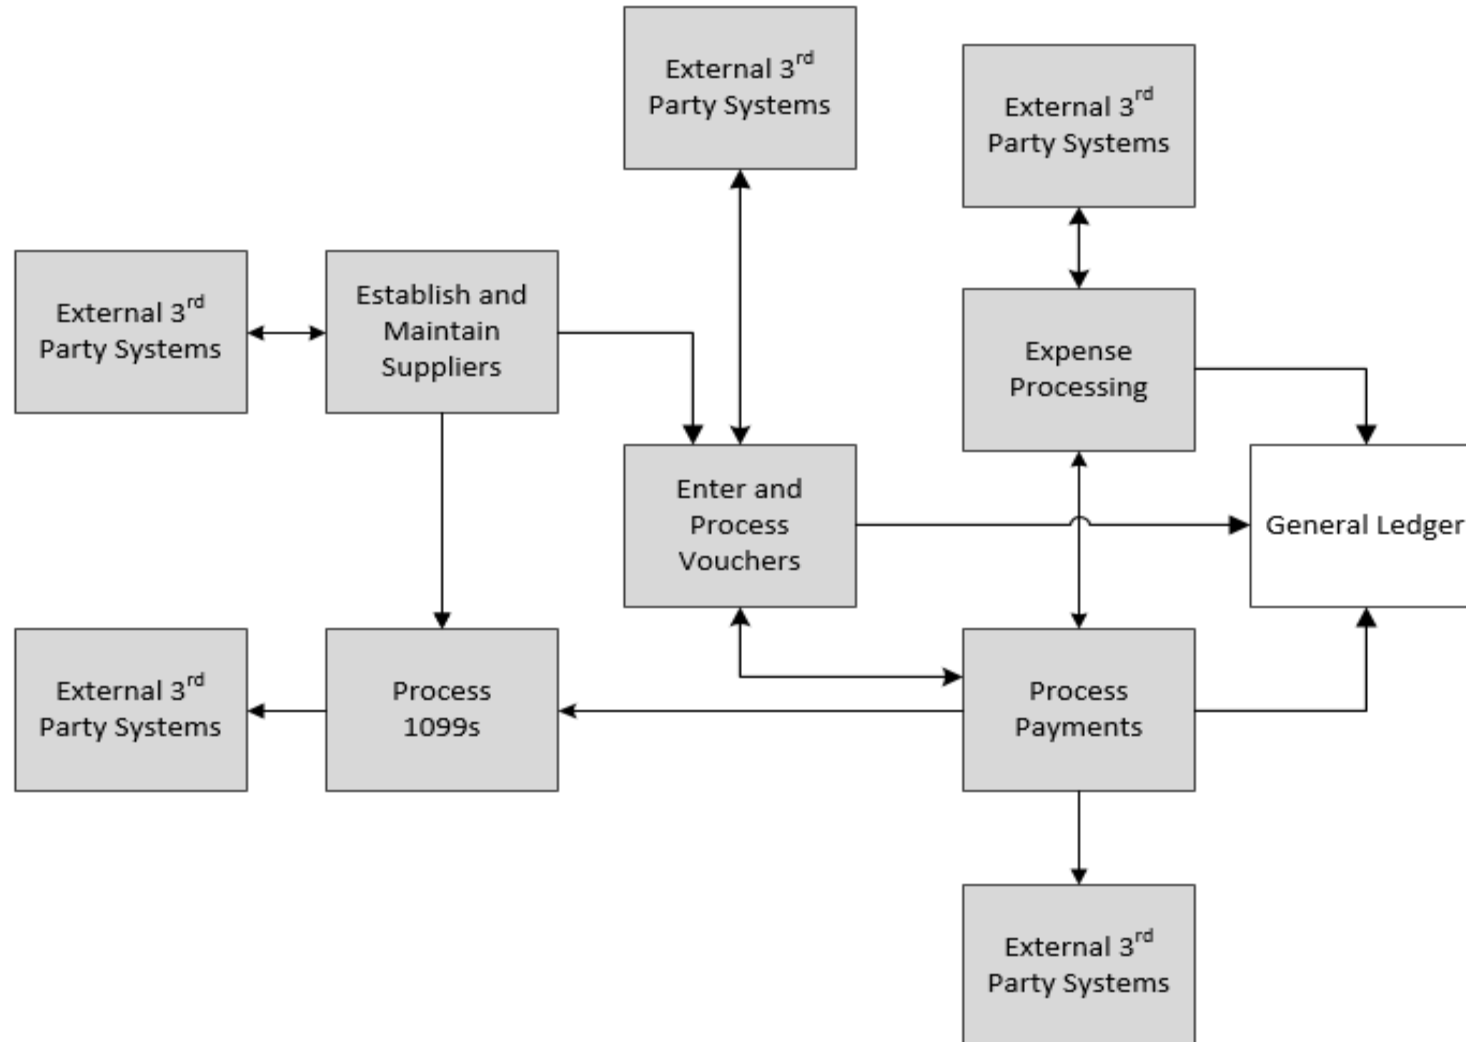 External 3rd
Party Systems
External 3rd
Party Systems
External 3rd
Party Systems
Establish and
Maintain
Suppliers
Expense
Processing
Enter and
Process
Vouchers
General Ledger
External 3rd
Party Systems
Process
1099s
Process
Payments
External 3rd
Party Systems